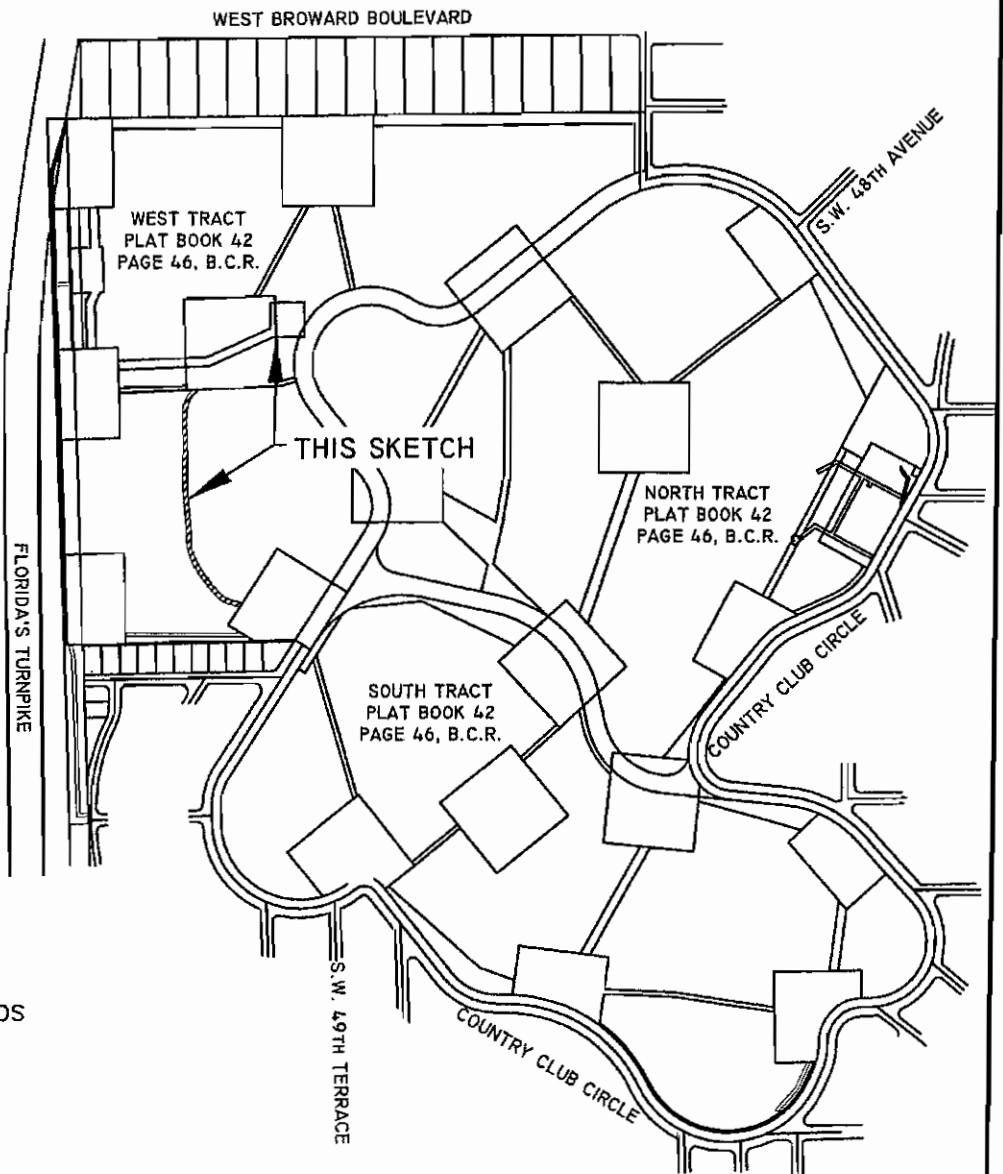 WEST BROWARD BOULEVARD
S.W. 48TH AVENUE
WEST TRACT
PLAT BOOK 42
PAGE 46, B.C.R.
THIS SKETCH
NORTH TRACT
PLAT BOOK 42
PAGE 46, B.C.R.
FLORIDA'S TURNPIKE
COUNTRY CLUB CIRCLE
SOUTH TRACT
PLAT BOOK 42
PAGE 46, B.C.R.
S.W. 49TH TERRACE
COUNTRY CLUB CIRCLE